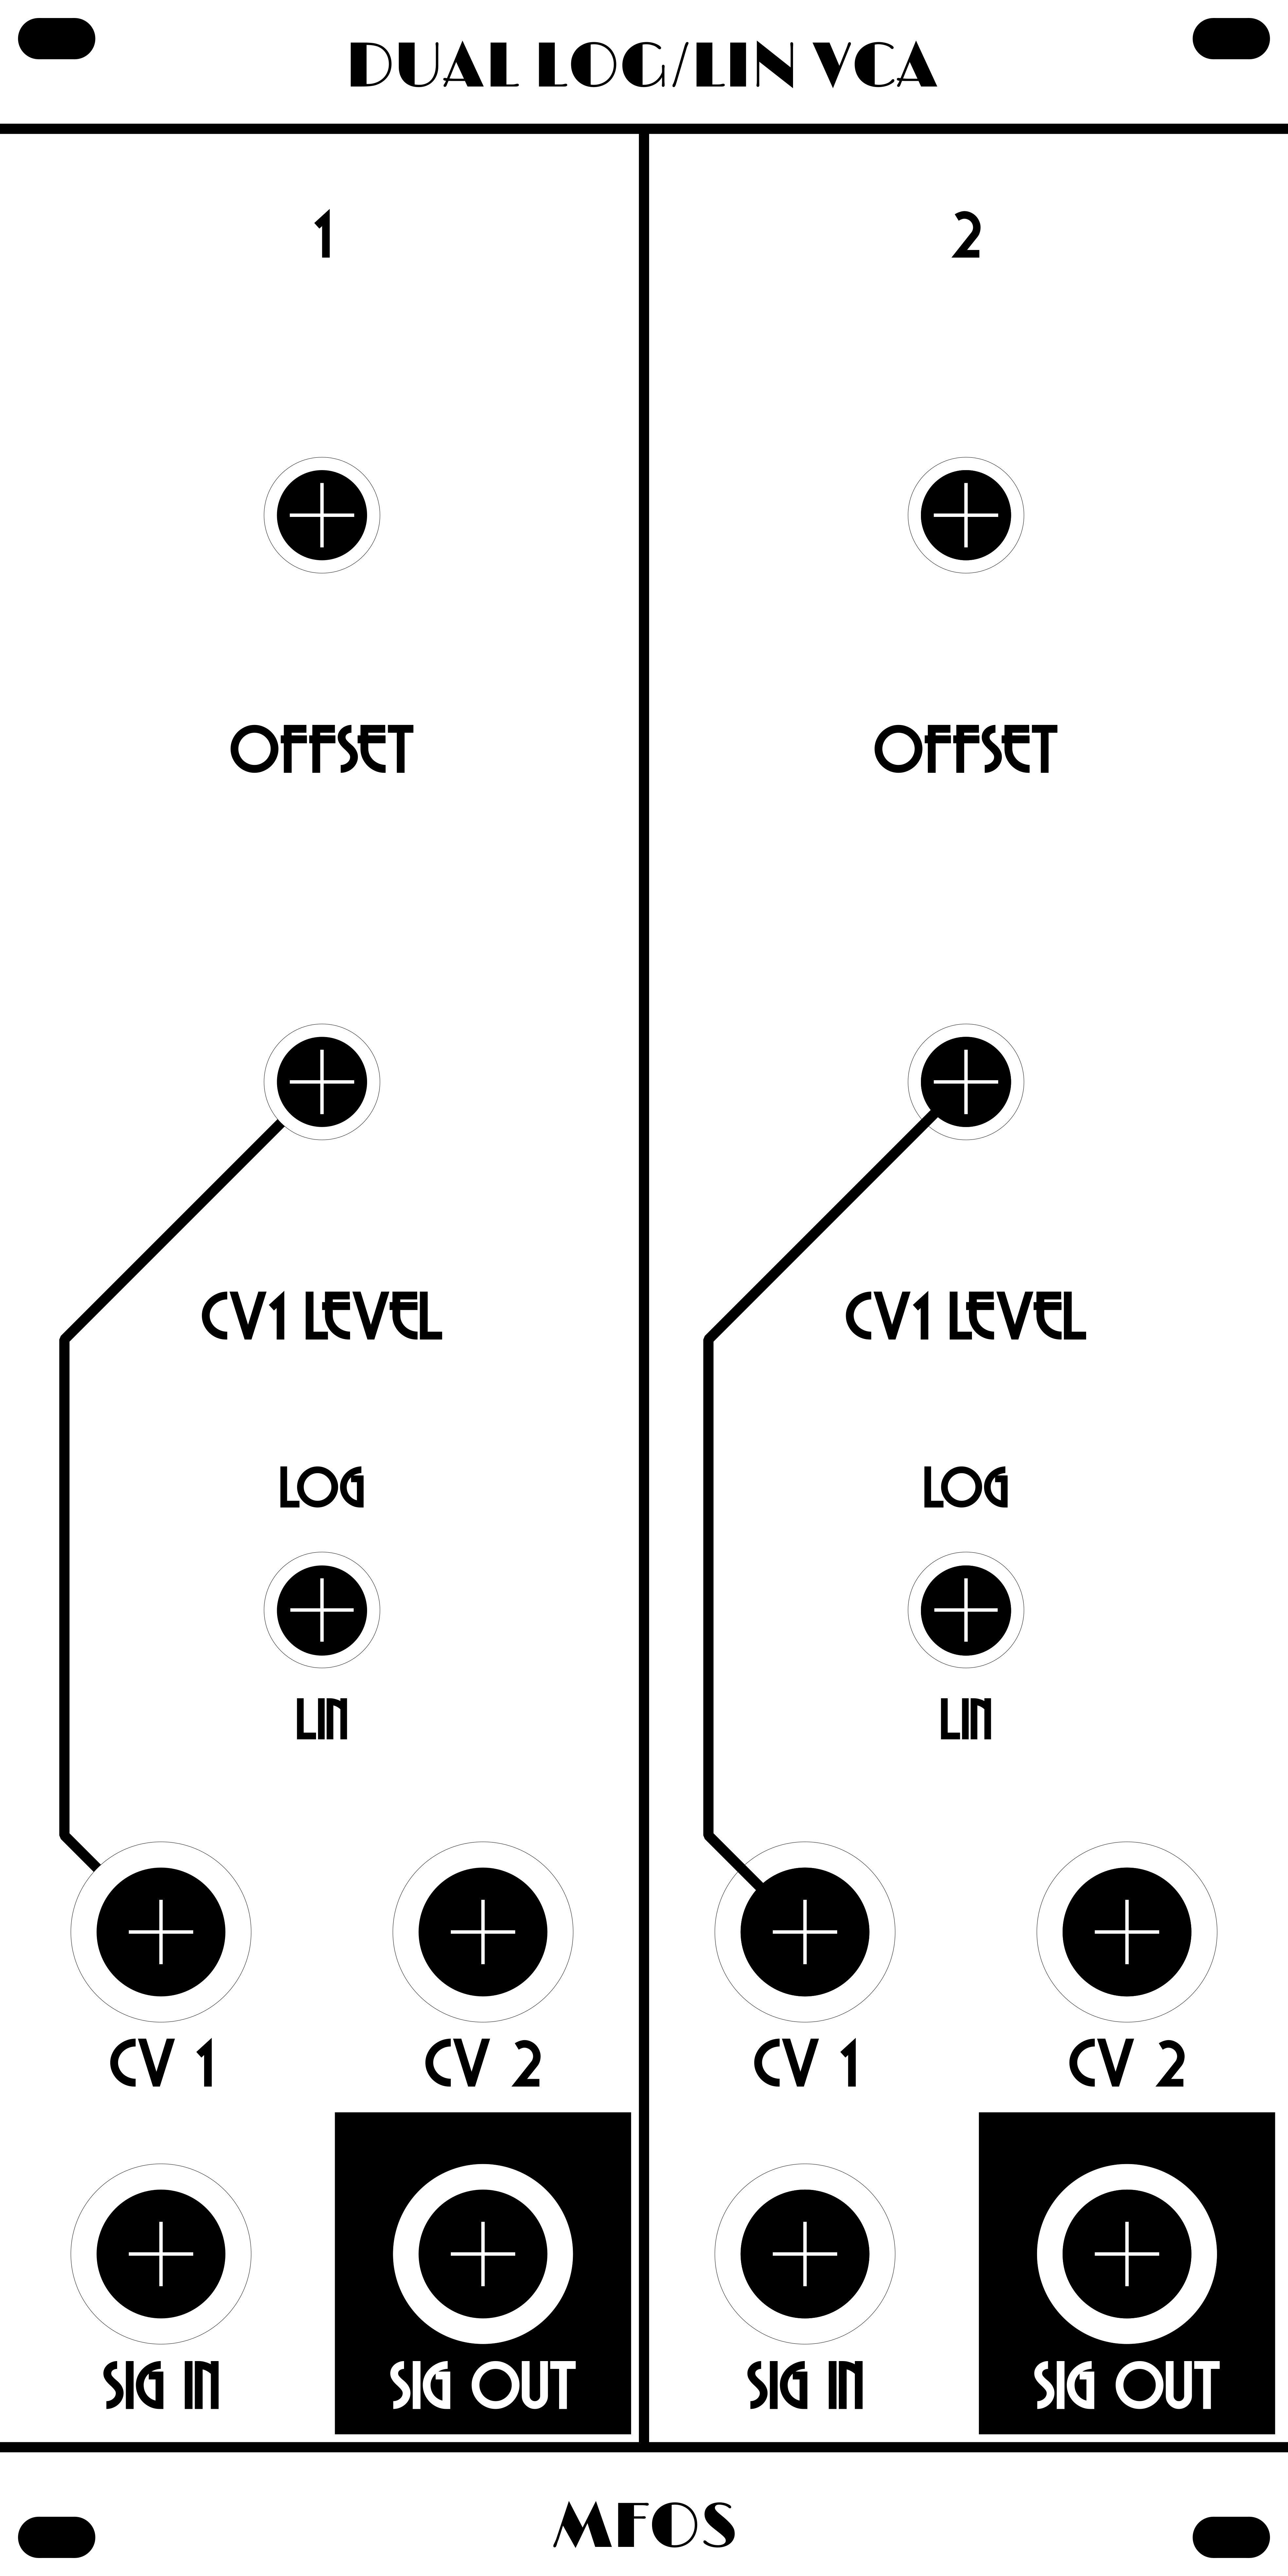 DUAL LOG/LIN VCA
1
2
OFFSET
OFFSET
CV1 LEVEL
CV1 LEVEL
LOG
LOG
LIN
LIN
CV 1
CV 2
CV 1
CV 2
SIG IN
SIG OUT
SIG IN
SIG OUT
MFOS